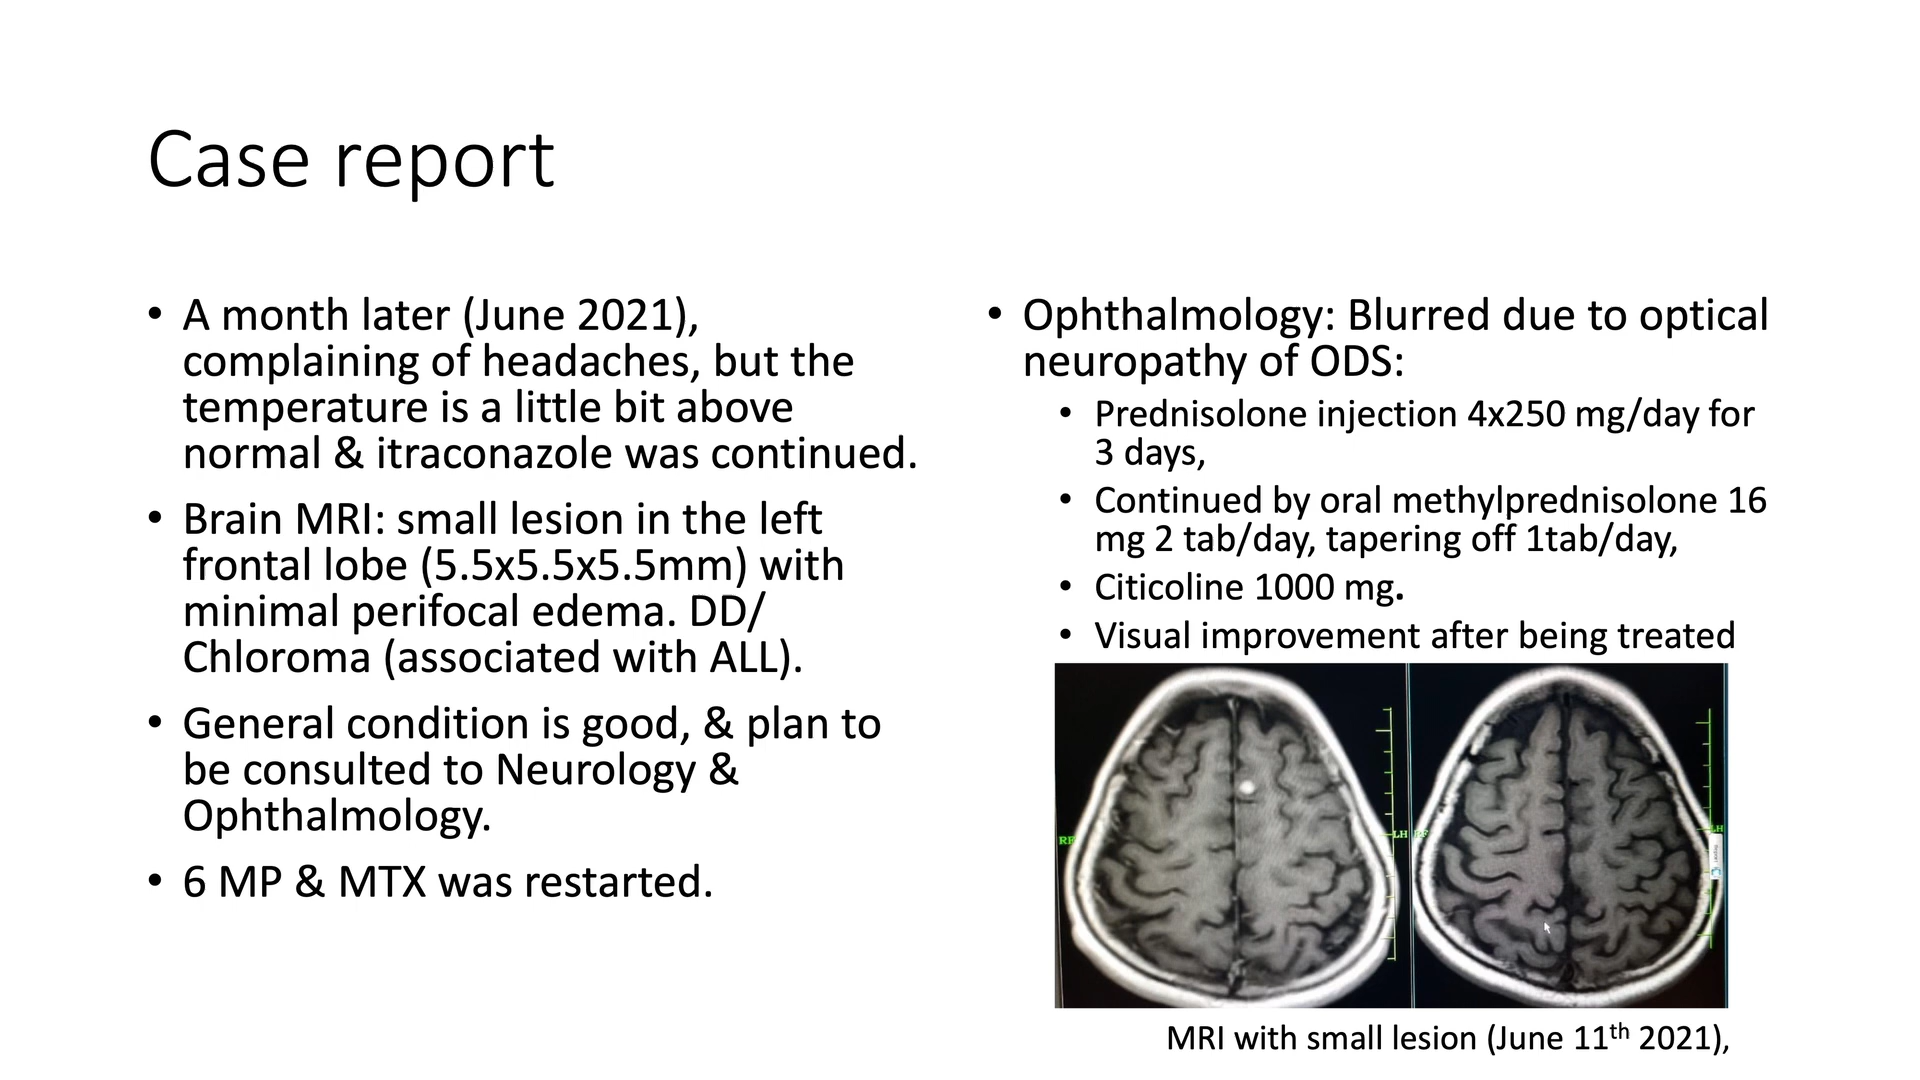 Case report
• A month later (June 2021),
complaining of headaches, but the
temperature is a little bit above
normal & itraconazole was continued.
• Brain MRI: small lesion in the left
frontal lobe (5.5x5.5x5.5mm) with
minimal perifocal edema. DD/
Chloroma (associated with ALL).
• General condition is good, & plan to
be consulted to Neurology &
Ophthalmology.
• 6 MP & MTX was restarted.
• Ophthalmology: Blurred due to optical
neuropathy of ODS:
• Prednisolone injection 4x250 mg/day for
3 days,
• Continued by oral methylprednisolone 16
mg 2 tab/day, tapering off 1tab/day,
• Citicoline 1000 mg.
• Visual improvement after being treated
LH
LH
MRI with small lesion (June 11th 2021),